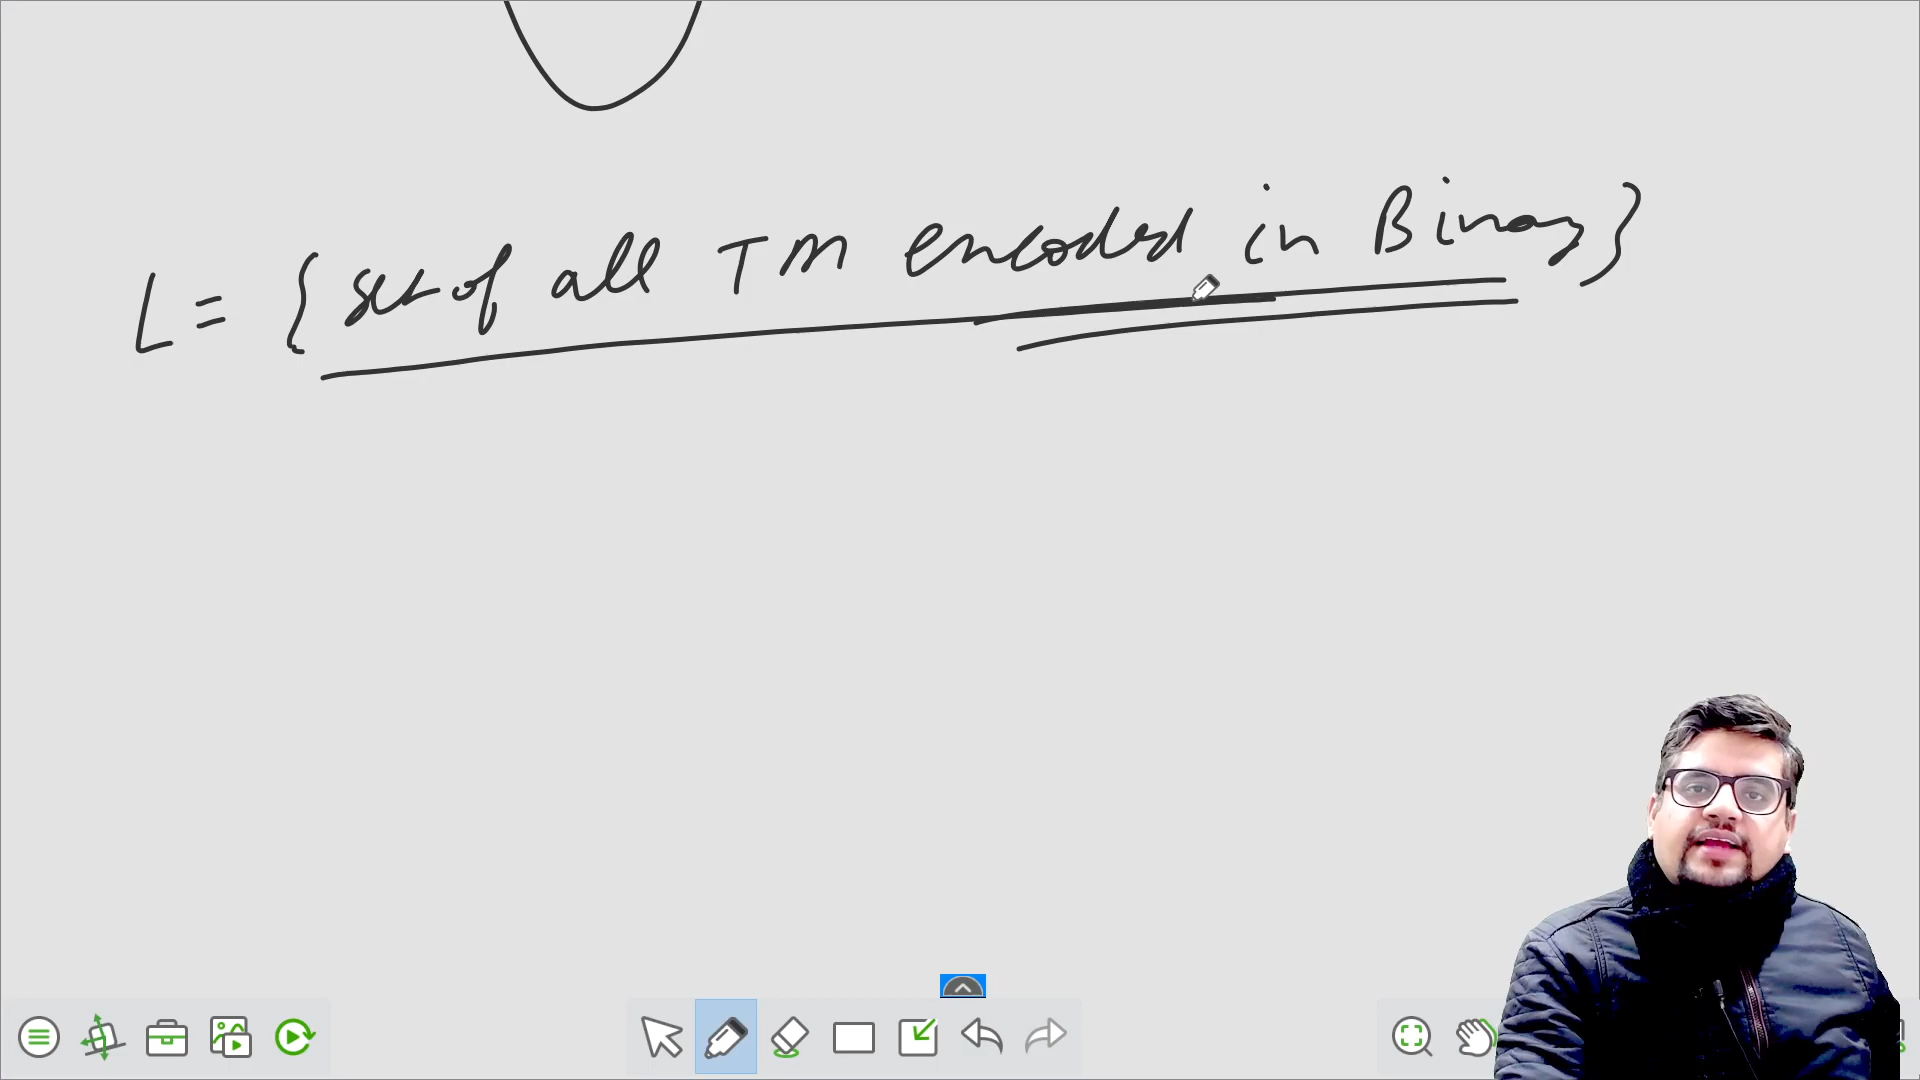 L = { set of all TM encoded in Binary }